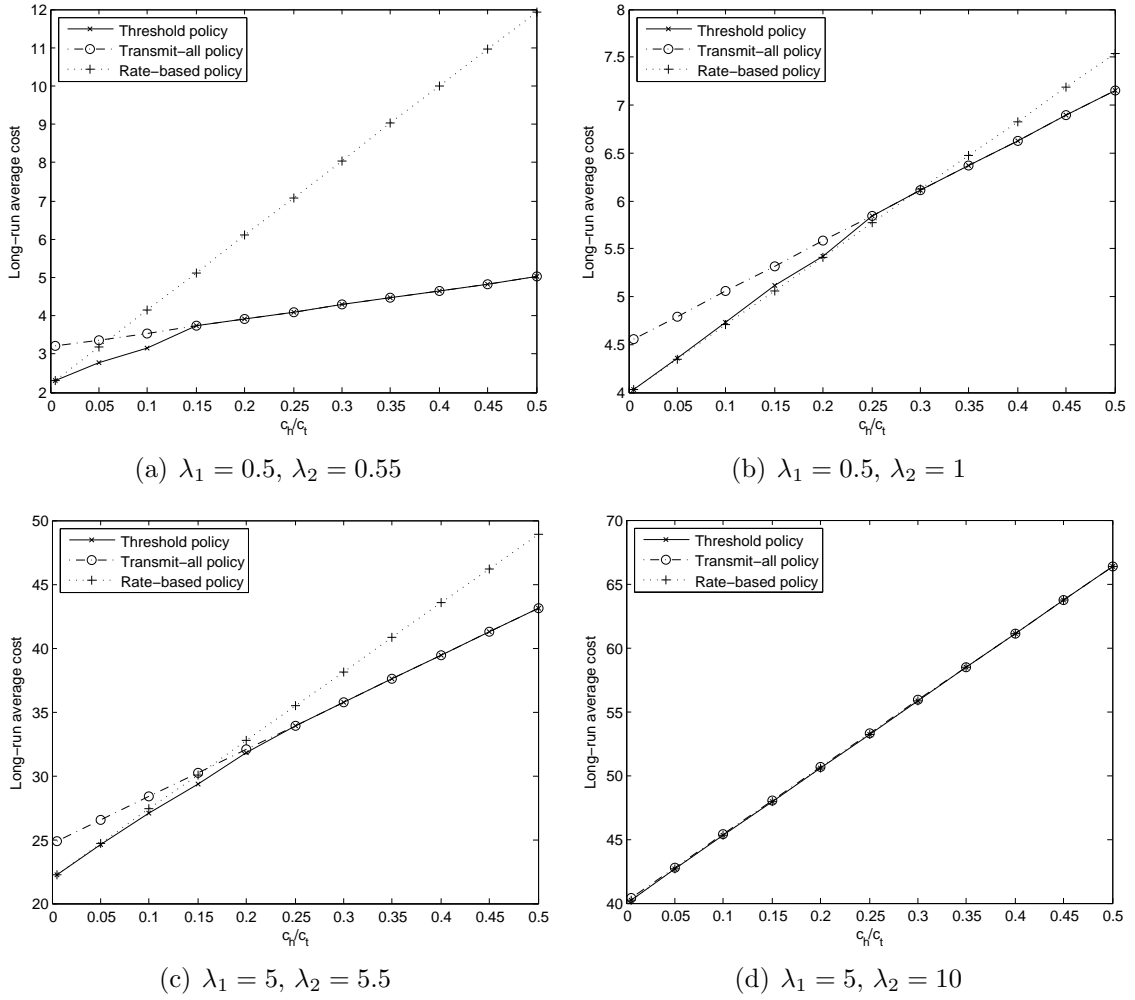 12
11
10
9
8
7
6
5
4
3
2
Long−run average cost
Threshold policy
Transmit−all policy
Rate−based policy
0 0.05 0.1 0.15 0.2 0.25 0.3 0.35 0.4 0.45 0.5
c_h/c_t
(a) λ₁ = 0.5, λ₂ = 0.55
8
7.5
7
6.5
6
5.5
5
4.5
4
Long−run average cost
Threshold policy
Transmit−all policy
Rate−based policy
0 0.05 0.1 0.15 0.2 0.25 0.3 0.35 0.4 0.45 0.5
c_h/c_t
(b) λ₁ = 0.5, λ₂ = 1
50
45
40
35
30
25
20
Long−run average cost
Threshold policy
Transmit−all policy
Rate−based policy
0 0.05 0.1 0.15 0.2 0.25 0.3 0.35 0.4 0.45 0.5
c_h/c_t
(c) λ₁ = 5, λ₂ = 5.5
70
65
60
55
50
45
40
Long−run average cost
Threshold policy
Transmit−all policy
Rate−based policy
0 0.05 0.1 0.15 0.2 0.25 0.3 0.35 0.4 0.45 0.5
c_h/c_t
(d) λ₁ = 5, λ₂ = 10